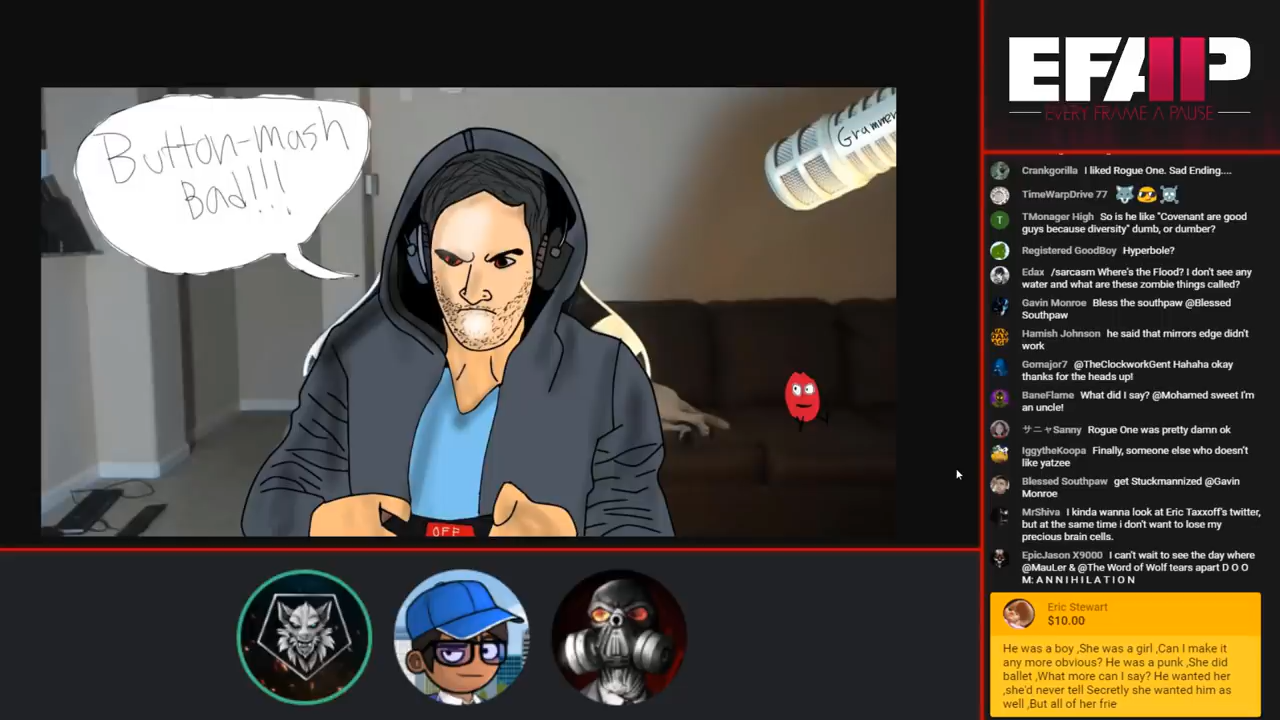 Button-mash
Bad!!!
Grammer
OFF
EFAP
EVERY FRAME A PAUSE
Crankgorilla I liked Rogue One. Sad Ending....
TimeWarpDrive 77
T
TMonager High So is he like "Covenant are good
guys because diversity" dumb, or dumber?
Registered GoodBoy Hyperbole?
Edax /sarcasm Where's the Flood? I don't see any
water and what are these zombie things called?
Gavin Monroe Bless the southpaw @Blessed
Southpaw
Hamish Johnson he said that mirrors edge didn't
work
Gomajor7 @TheClockworkGent Hahaha okay
thanks for the heads up!
BaneFlame What did I say? @Mohamed sweet I'm
an uncle!
サニャSanny Rogue One was pretty damn ok
IggytheKoopa Finally, someone else who doesn't
like yatzee
Blessed Southpaw get Stuckmannized @Gavin
Monroe
MrShiva I kinda wanna look at Eric Taxxoff's twitter,
but at the same time i don't want to lose my
precious brain cells.
EpicJason X9000 I can't wait to see the day where
@MauLer & @The Word of Wolf tears apart D O O
M: A N N I H I L A T I O N
Eric Stewart
$10.00
He was a boy ,She was a girl ,Can I make it
any more obvious? He was a punk ,She did
ballet ,What more can I say? He wanted her
,she'd never tell Secretly she wanted him as
well ,But all of her frie